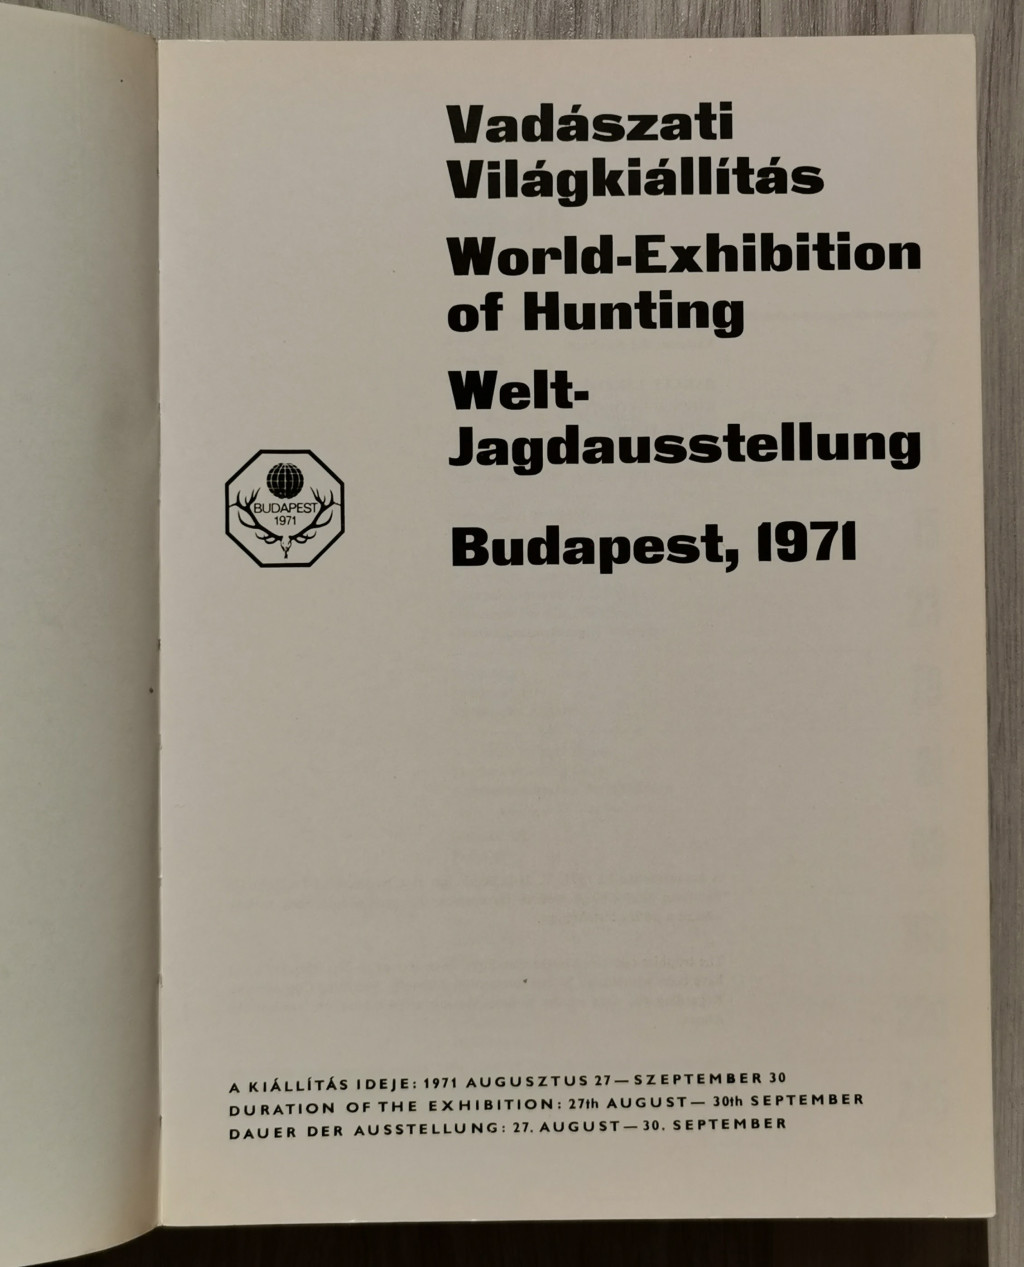 Vadászati
Világkiállítás
World-Exhibition
of Hunting
Welt-
Jagdausstellung
BUDAPEST
1971
Budapest, 1971
A KIÁLLÍTÁS IDEJE: 1971 AUGUSZTUS 27—SZEPTEMBER 30
DURATION OF THE EXHIBITION: 27th AUGUST— 30th SEPTEMBER
DAUER DER AUSSTELLUNG: 27. AUGUST—30. SEPTEMBER